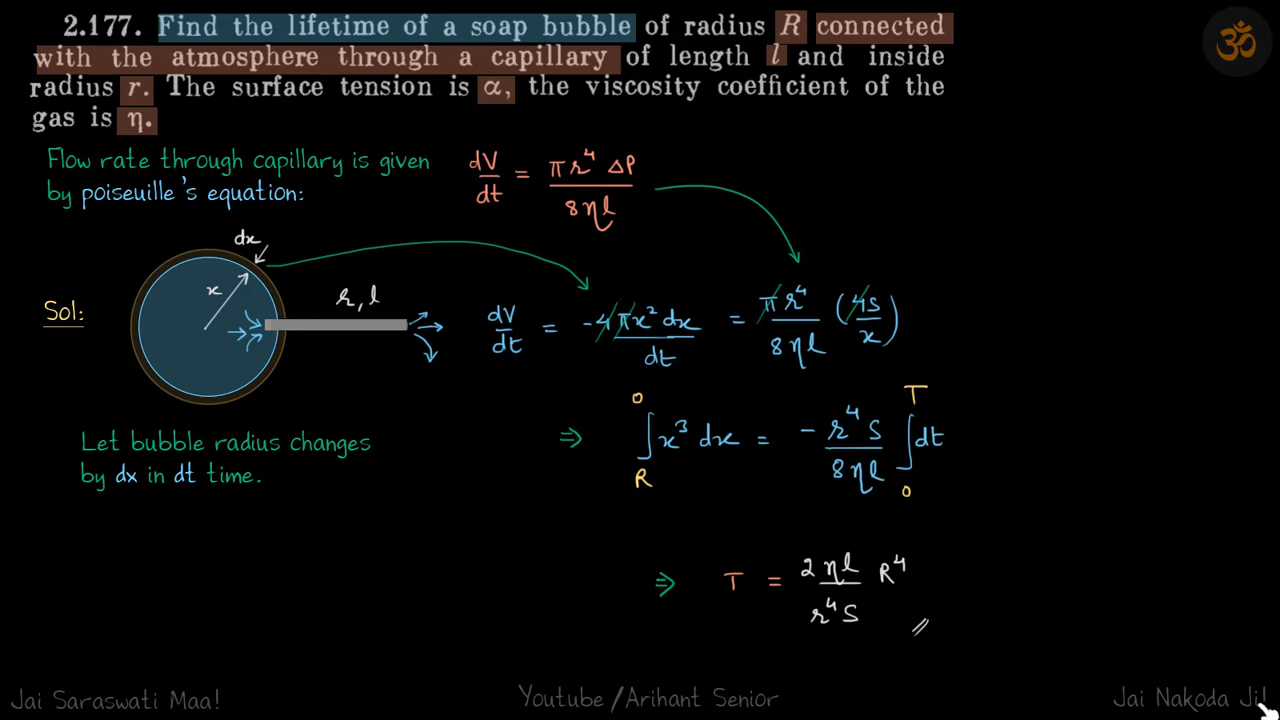 2.177. Find the lifetime of a soap bubble of radius R connected
with the atmosphere through a capillary of length l and inside
radius r. The surface tension is α, the viscosity coefficient of the
gas is η.
Flow rate through capillary is given
by poiseuille's equation:
dV/dt = πr⁴ ΔP / 8ηl
dx
x
r, l
Sol:
dV/dt = -4πx² dx / dt = πr⁴ / 8ηl (4S/x)
⇒ ∫_R^0 x³ dx = - r⁴ S / 8ηl ∫_0^T dt
Let bubble radius changes
by dx in dt time.
⇒ T = 2ηl / r⁴S R⁴
Jai Saraswati Maa!
Youtube /Arihant Senior
Jai Nakoda Ji!
ॐ